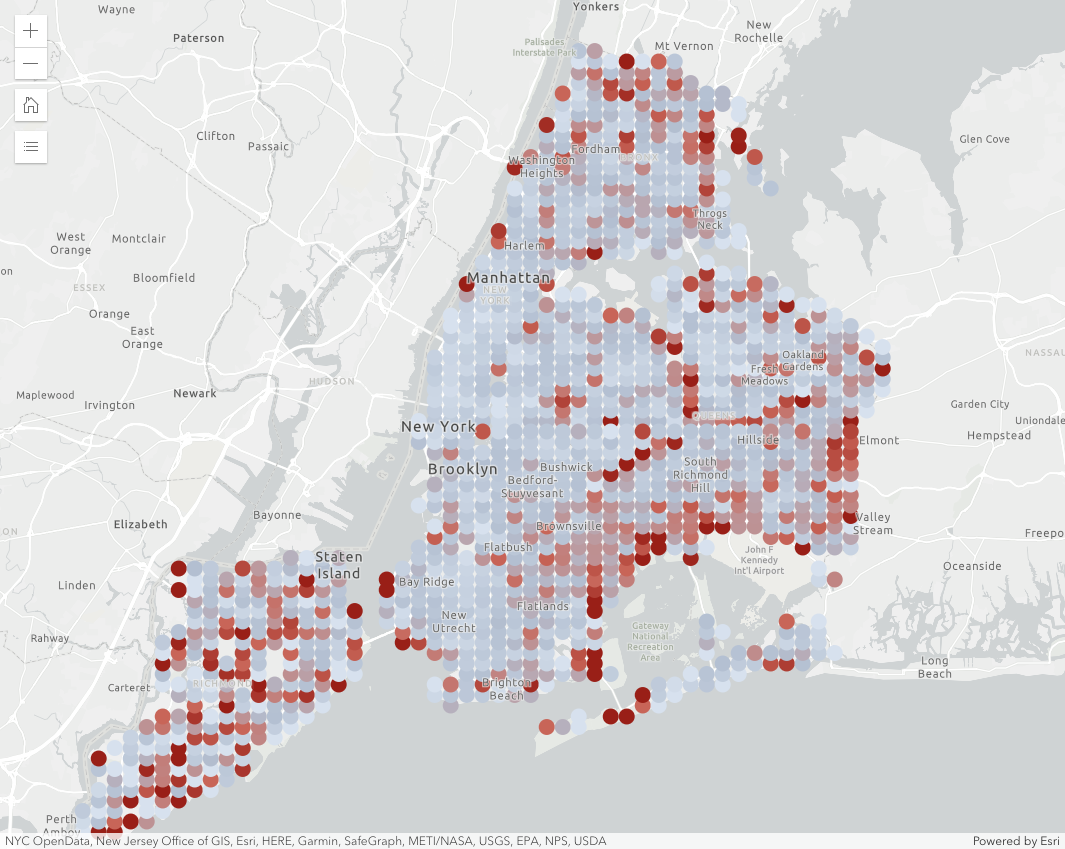 Yonkers
Wayne
New
Rochelle
Paterson
Palisades
Interstate Park
Mt Vernon
Clifton
Passaic
Glen Cove
Fordham
BRONX
Washington
Heights
Throgs
Neck
West
Orange
Montclair
Harlem
Bloomfield
Manhattan
ESSEX
NEW
YORK
on
Orange
East
Orange
Oakland
Gardens
NASSAU
Fresh
Meadows
HUDSON
Maplewood
Newark
Irvington
Garden City
QUEENS
Uniondale
New York
Hempstead
Hillside
Elmont
Brooklyn
Bushwick
Bedford-
Stuyvesant
South
Richmond
Hill
Bayonne
Valley
Stream
Elizabeth
Brownsville
Freepo
ON
Flatbush
John F
Kennedy
Int'l Airport
Staten
Island
Oceanside
Linden
Bay Ridge
Flatlands
New
Utrecht
Rahway
Gateway
National
Recreation
Area
Long
Beach
Carteret
RICHMOND
Brighton
Beach
Perth
Amboy
NYC OpenData, New Jersey Office of GIS, Esri, HERE, Garmin, SafeGraph, METI/NASA, USGS, EPA, NPS, USDA
Powered by Esri